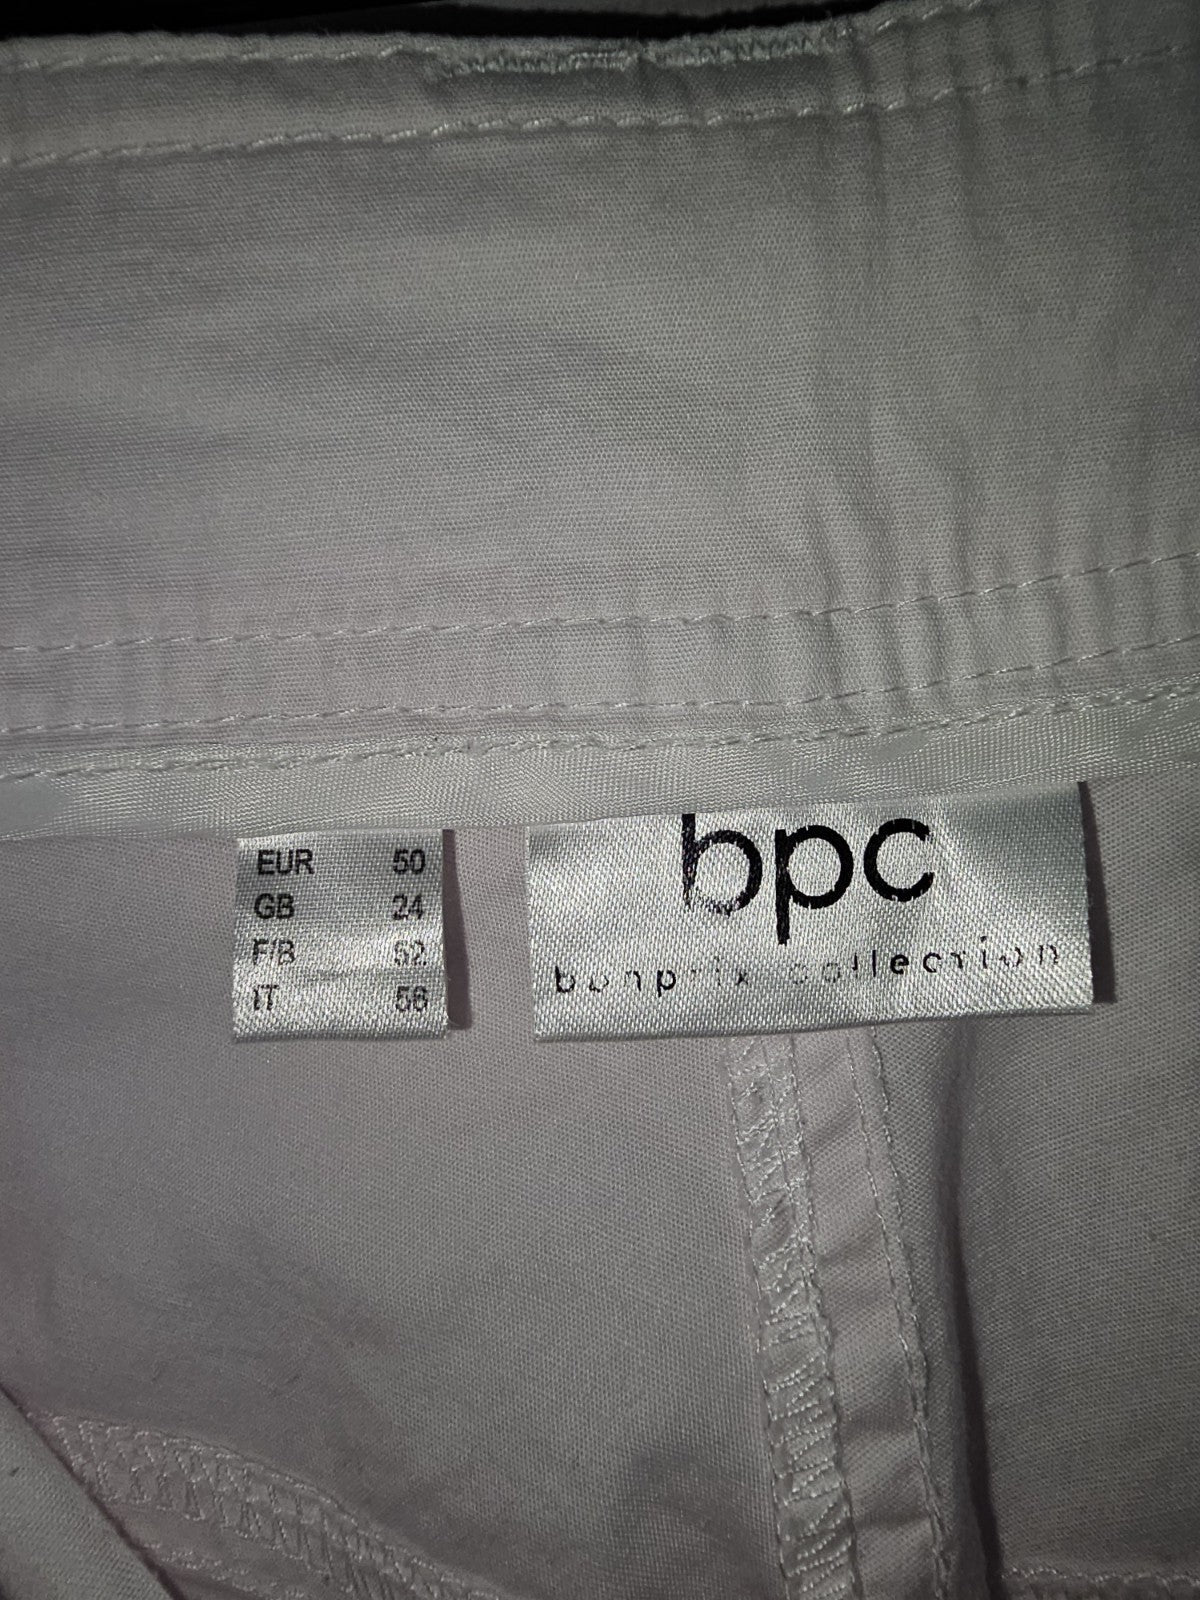 EUR 50
GB 24
F/B 52
IT 56
bpc
bonprix collection